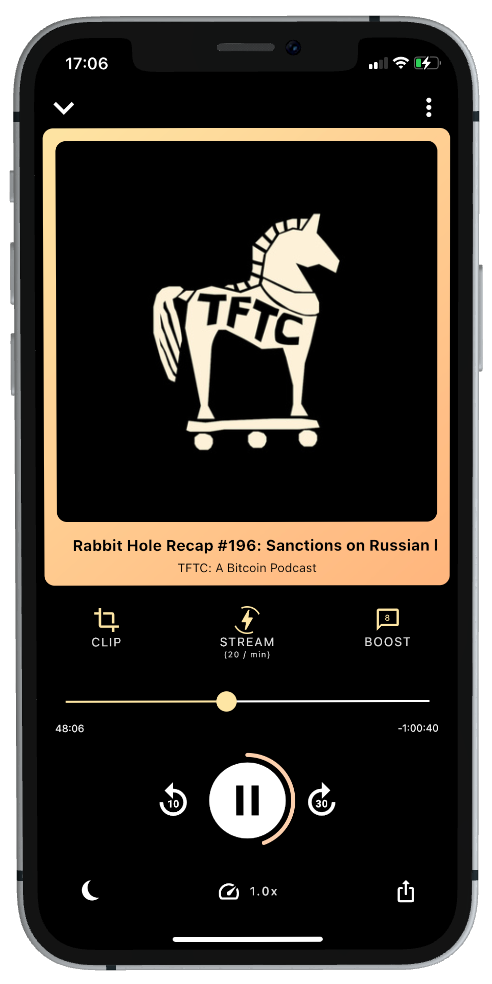 17:06
TFTC
Rabbit Hole Recap #196: Sanctions on Russian
TFTC: A Bitcoin Podcast
CLIP
STREAM
(20 / min)
8
BOOST
48:06
-1:00:40
10
30
1.0x